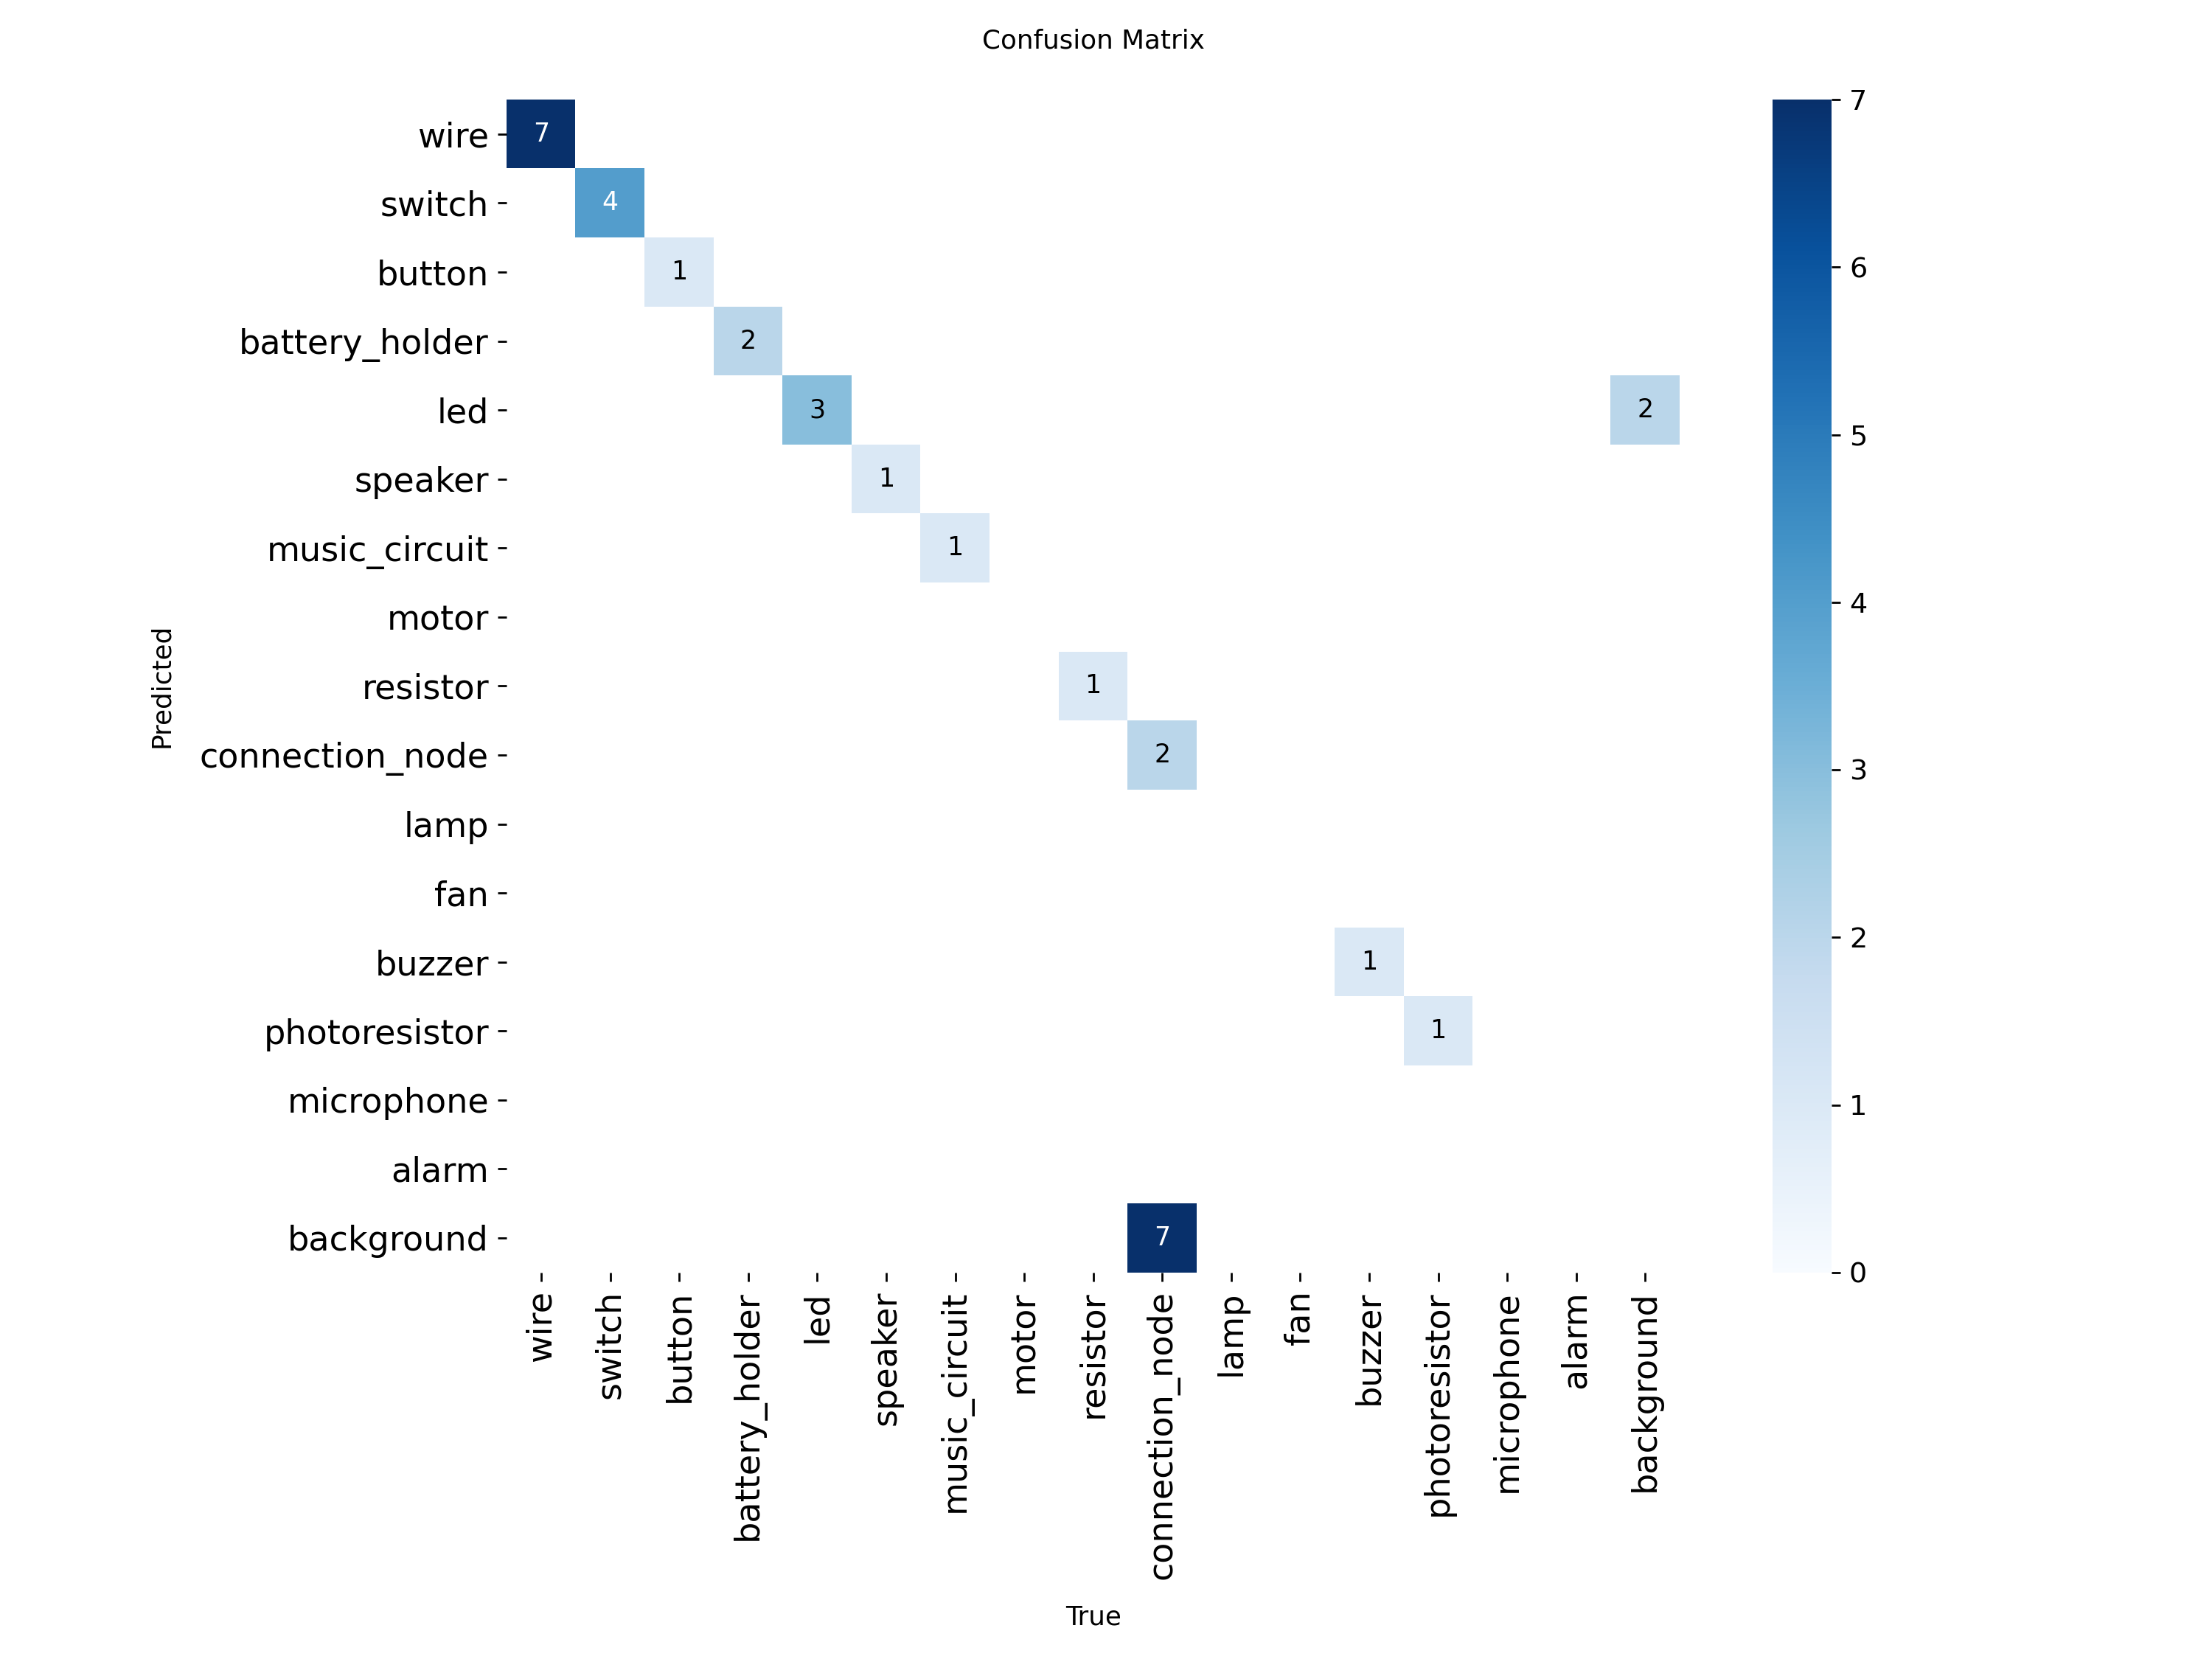 Confusion Matrix
wire
switch
button
battery_holder
led
speaker
music_circuit
motor
resistor
connection_node
lamp
fan
buzzer
photoresistor
microphone
alarm
background
Predicted
7
4
1
2
3 2
1
1
1
2
1
1
7
wire
switch
button
battery_holder
led
speaker
music_circuit
motor
resistor
connection_node
lamp
fan
buzzer
photoresistor
microphone
alarm
background
True
7
6
5
4
3
2
1
0